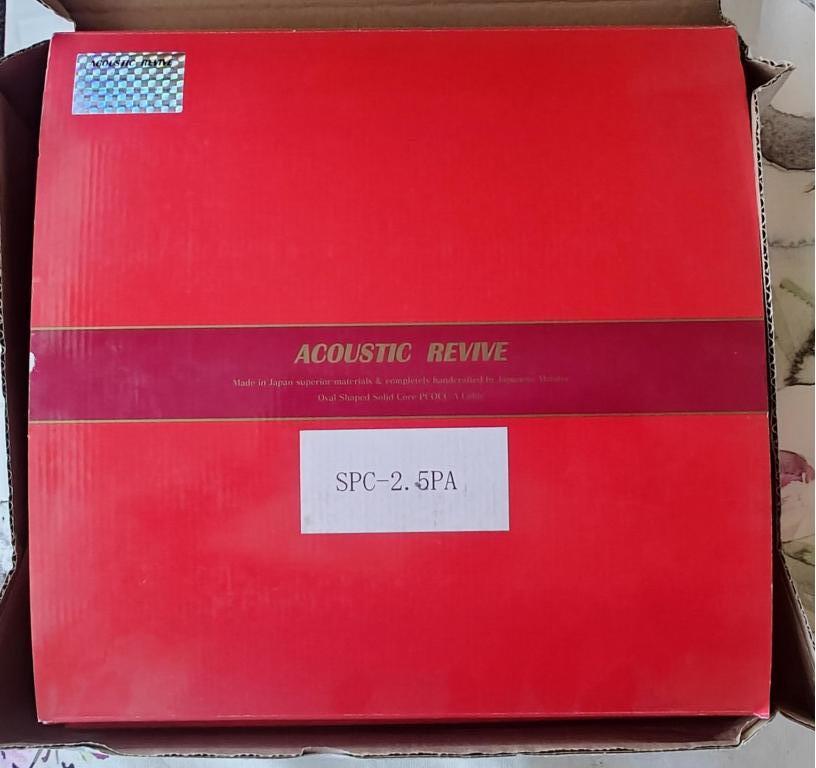 ACOUSTIC REVIVE
ACOUSTIC REVIVE
Made in Japan superior materials & completely handcrafted by Japanese
Oval Shaped Solid Core PCOCC-A Cable
SPC-2.5PA